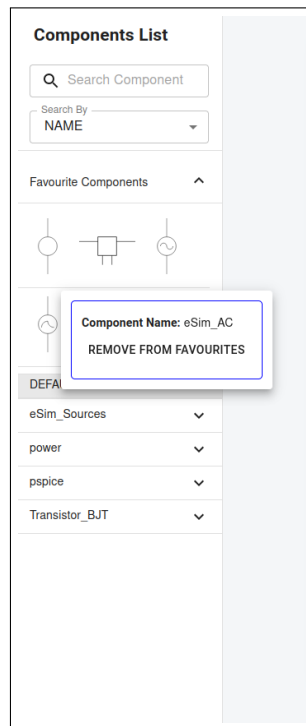 Components List
Search Component
Search By
NAME
Favourite Components
Component Name: eSim_AC
REMOVE FROM FAVOURITES
eSim_Sources
power
pspice
Transistor_BJT